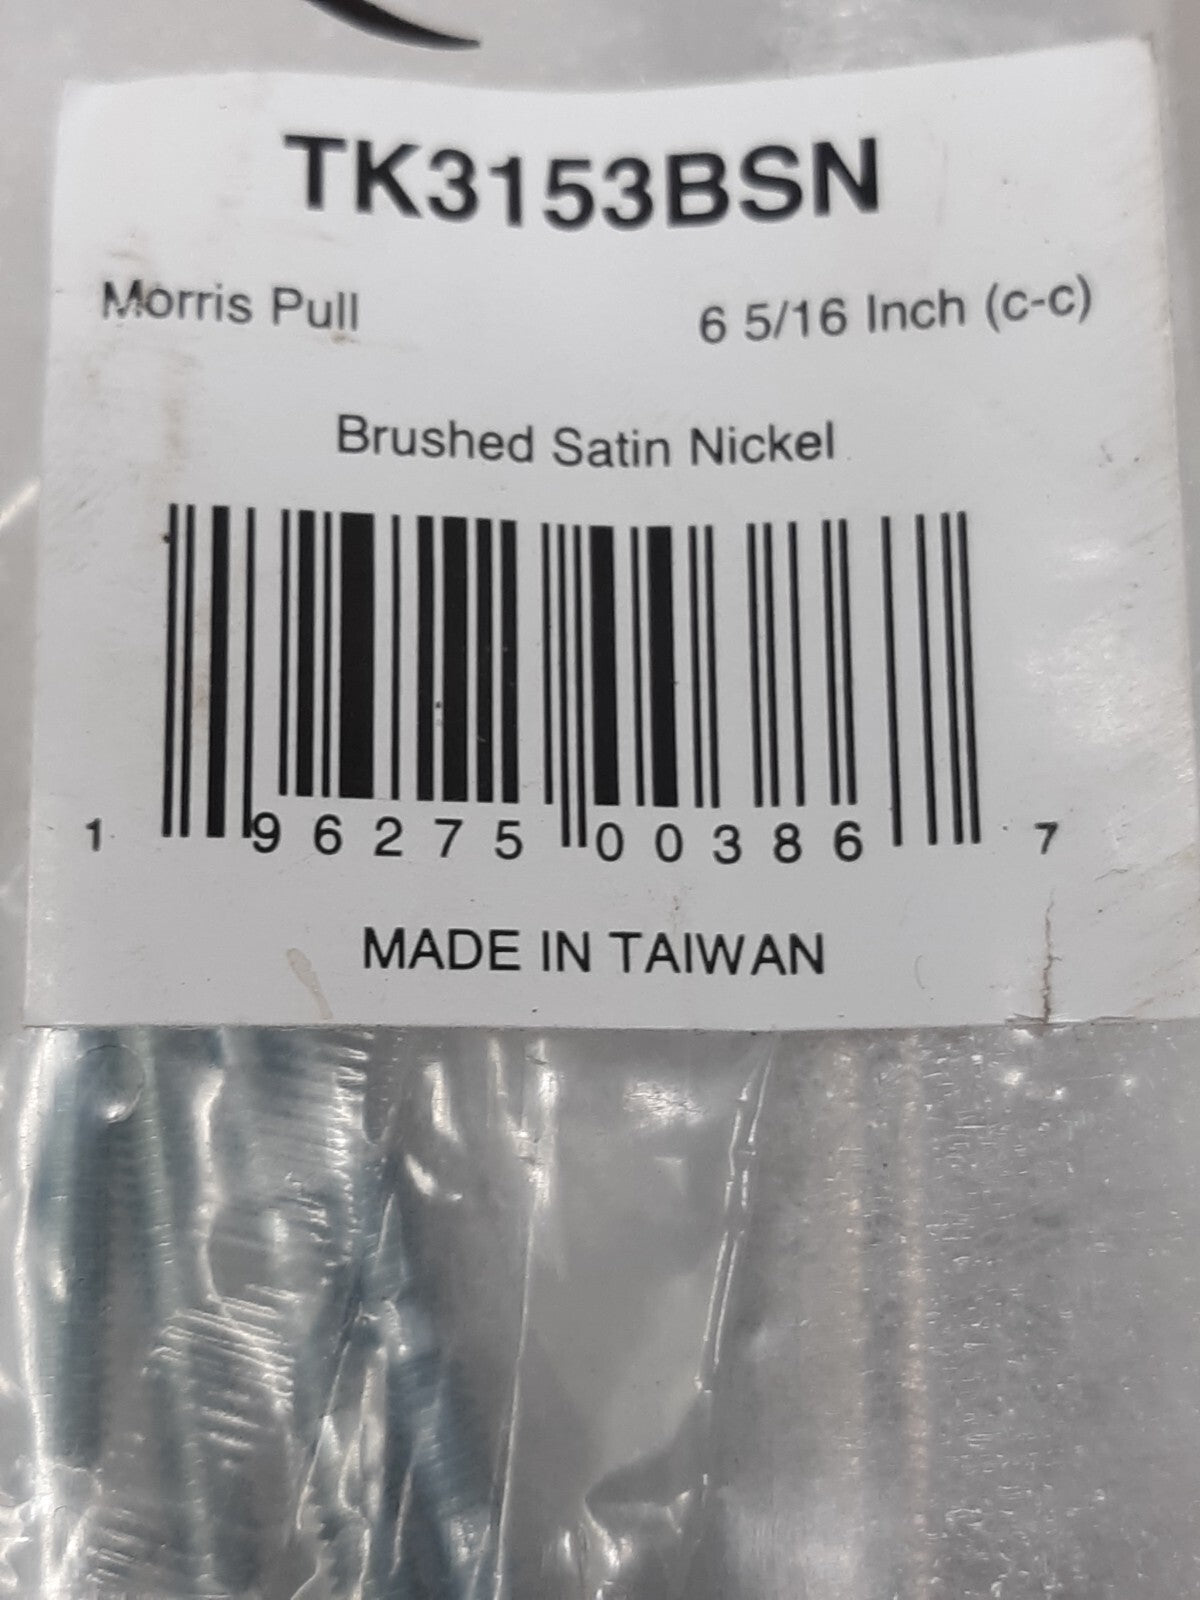 TK3153BSN
Morris Pull 6 5/16 Inch (c-c)
Brushed Satin Nickel
1 96275 00386 7
MADE IN TAIWAN